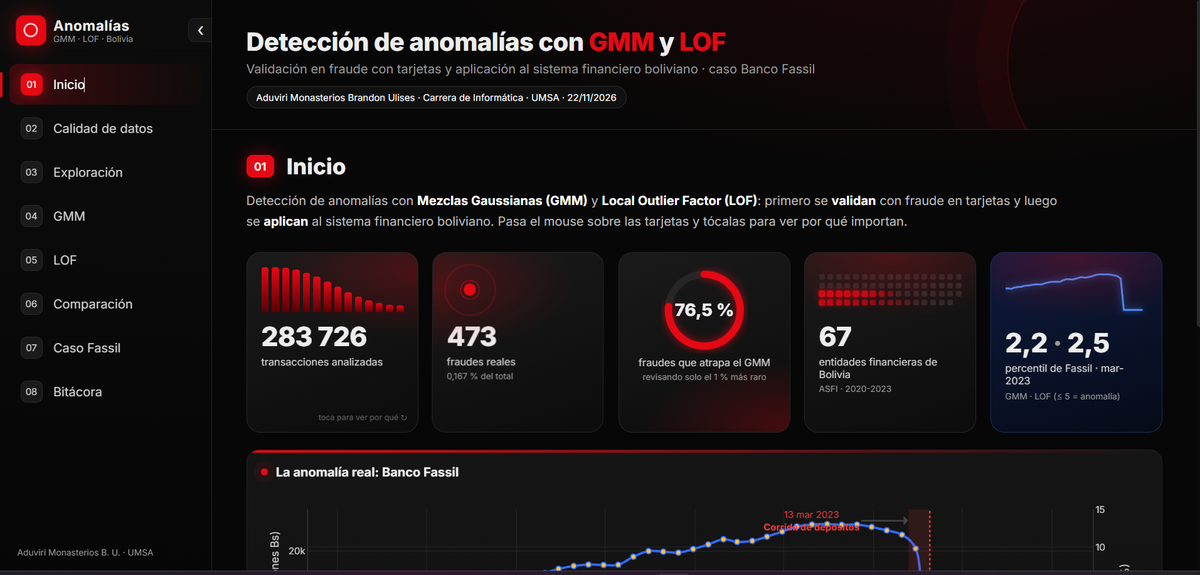 Anomalías
GMM · LOF · Bolivia
01 Inicio
02 Calidad de datos
03 Exploración
04 GMM
05 LOF
06 Comparación
07 Caso Fassil
08 Bitácora
Aduviri Monasterios B. U. · UMSA
Detección de anomalías con GMM y LOF
Validación en fraude con tarjetas y aplicación al sistema financiero boliviano · caso Banco Fassil
Aduviri Monasterios Brandon Ulises · Carrera de Informática · UMSA · 22/11/2026
01 Inicio
Detección de anomalías con Mezclas Gaussianas (GMM) y Local Outlier Factor (LOF): primero se validan con fraude en tarjetas y luego
se aplican al sistema financiero boliviano. Pasa el mouse sobre las tarjetas y tócalas para ver por qué importan.
283 726
transacciones analizadas
toca para ver por qué ↻
473
fraudes reales
0,167 % del total
76,5 %
fraudes que atrapa el GMM
revisando solo el 1 % más raro
67
entidades financieras de
Bolivia
ASFI · 2020-2023
2,2 · 2,5
percentil de Fassil · mar-
2023
GMM · LOF (≤ 5 = anomalía)
La anomalía real: Banco Fassil
13 mar 2023
Corrida de depósitos
15
10
20k
nes Bs)